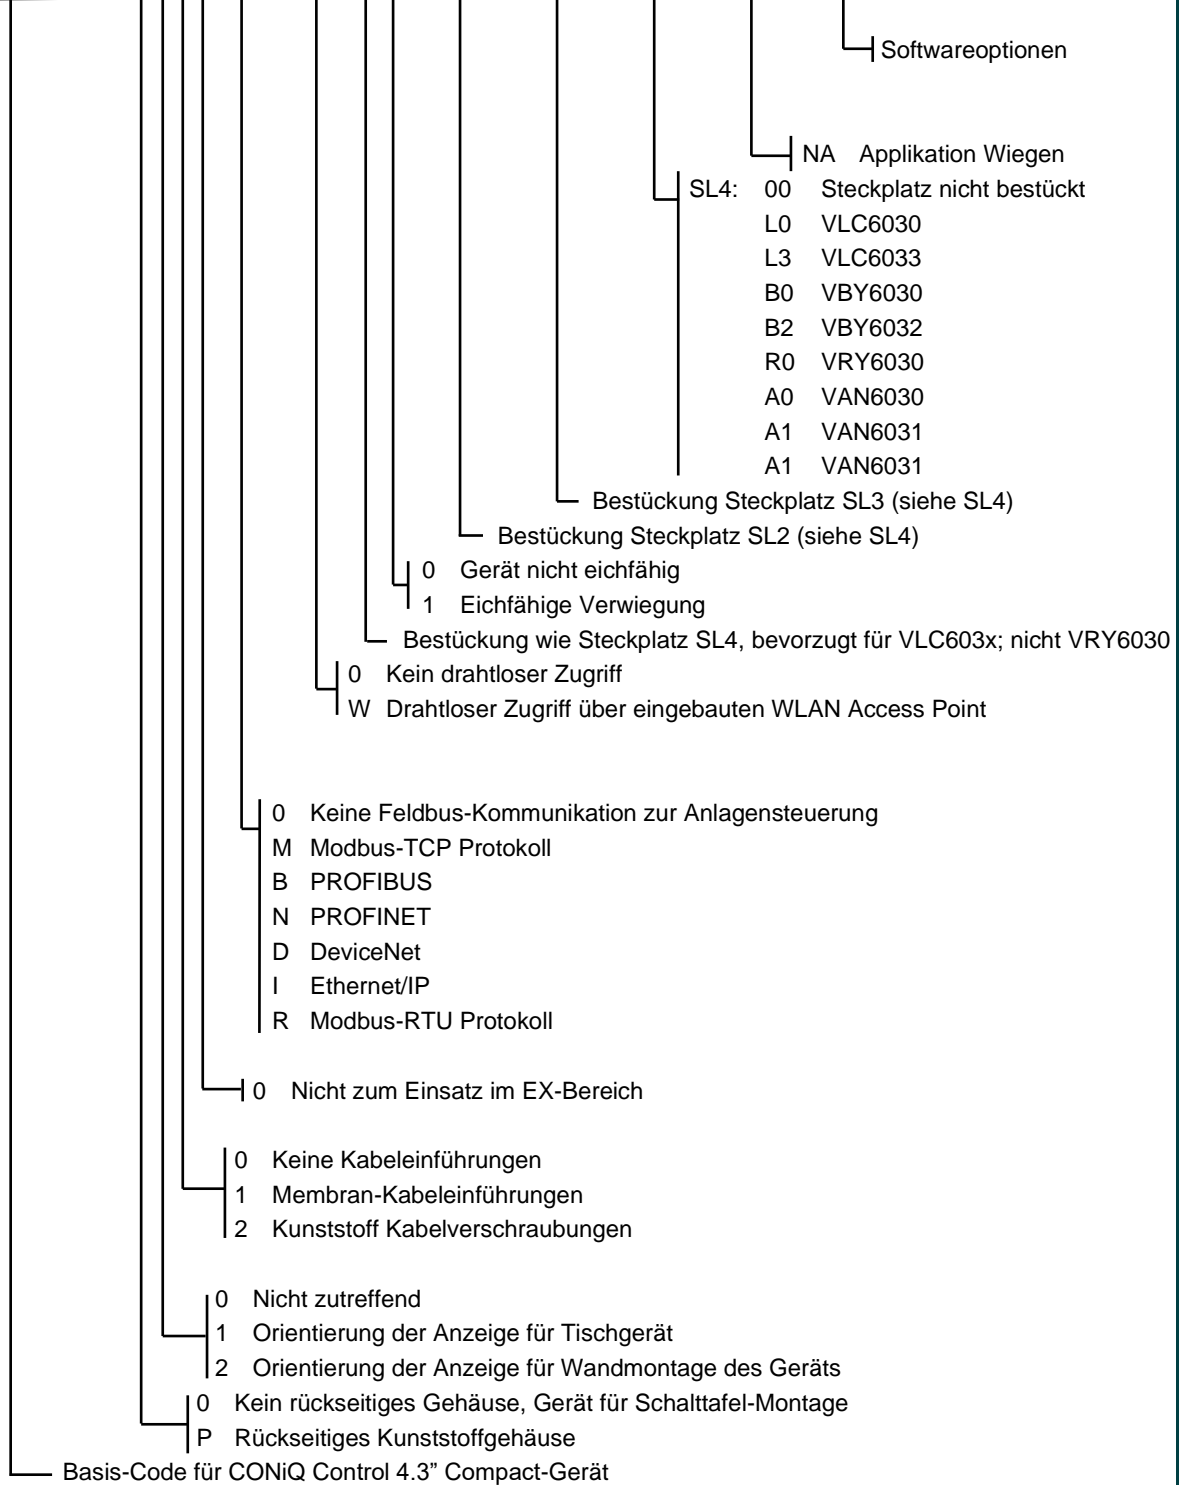 Softwareoptionen
NA Applikation Wiegen
SL4: 00 Steckplatz nicht bestückt
L0 VLC6030
L3 VLC6033
B0 VBY6030
B2 VBY6032
R0 VRY6030
A0 VAN6030
A1 VAN6031
A1 VAN6031
Bestückung Steckplatz SL3 (siehe SL4)
Bestückung Steckplatz SL2 (siehe SL4)
0 Gerät nicht eichfähig
1 Eichfähige Verwiegung
Bestückung wie Steckplatz SL4, bevorzugt für VLC603x; nicht VRY6030
0 Kein drahtloser Zugriff
W Drahtloser Zugriff über eingebauten WLAN Access Point
0 Keine Feldbus-Kommunikation zur Anlagensteuerung
M Modbus-TCP Protokoll
B PROFIBUS
N PROFINET
D DeviceNet
I Ethernet/IP
R Modbus-RTU Protokoll
0 Nicht zum Einsatz im EX-Bereich
0 Keine Kabeleinführungen
1 Membran-Kabeleinführungen
2 Kunststoff Kabelverschraubungen
0 Nicht zutreffend
1 Orientierung der Anzeige für Tischgerät
2 Orientierung der Anzeige für Wandmontage des Geräts
0 Kein rückseitiges Gehäuse, Gerät für Schalttafel-Montage
P Rückseitiges Kunststoffgehäuse
Basis-Code für CONiQ Control 4.3” Compact-Gerät